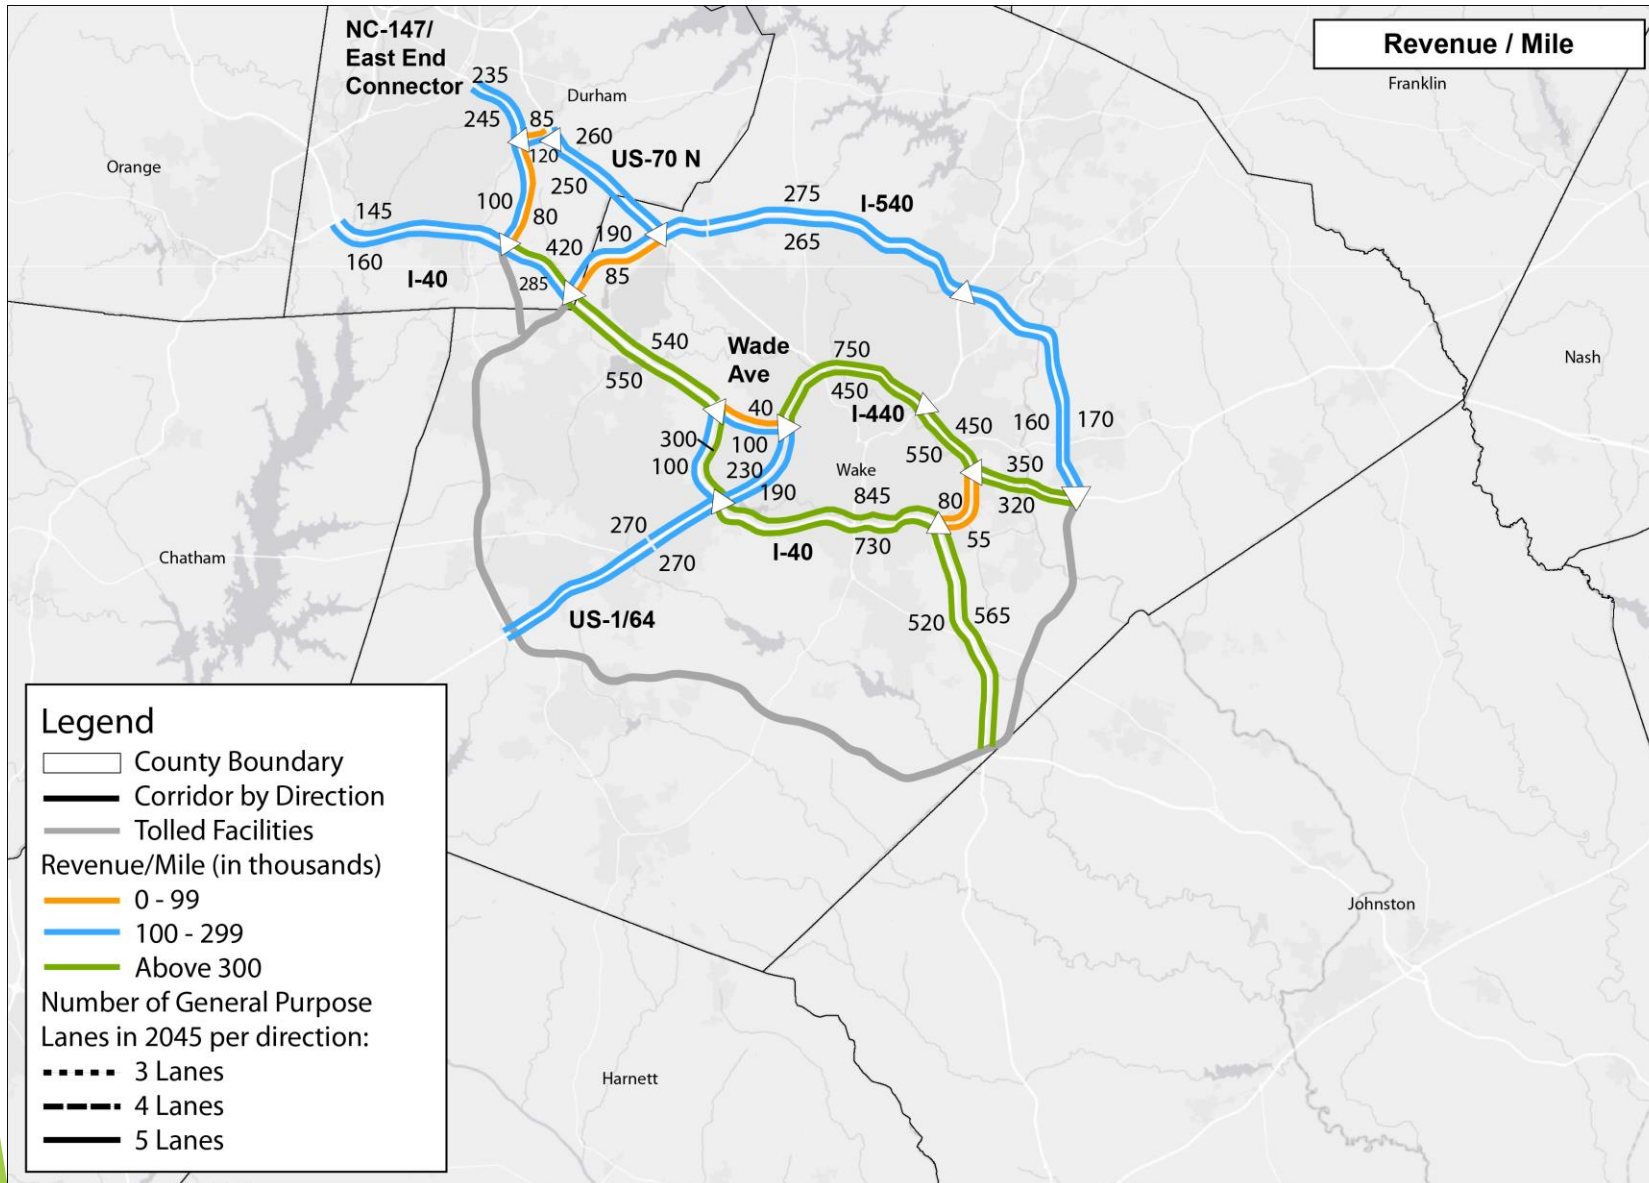 Revenue / Mile
NC-147/
East End
Connector
235
Durham
Franklin
245
85
260
120
US-70 N
Orange
250
100
80
145
275
I-540
190
420
265
160
I-40
285
85
540
Wade
Ave
750
Nash
550
450
40
I-440
450
160
170
300
100
550
100
230
Wake
350
190
845
80
320
270
I-40
730
55
Chatham
270
520
565
US-1/64
Legend
County Boundary
Corridor by Direction
Tolled Facilities
Revenue/Mile (in thousands)
0 - 99
100 - 299
Above 300
Number of General Purpose
Lanes in 2045 per direction:
3 Lanes
4 Lanes
5 Lanes
Johnston
Harnett